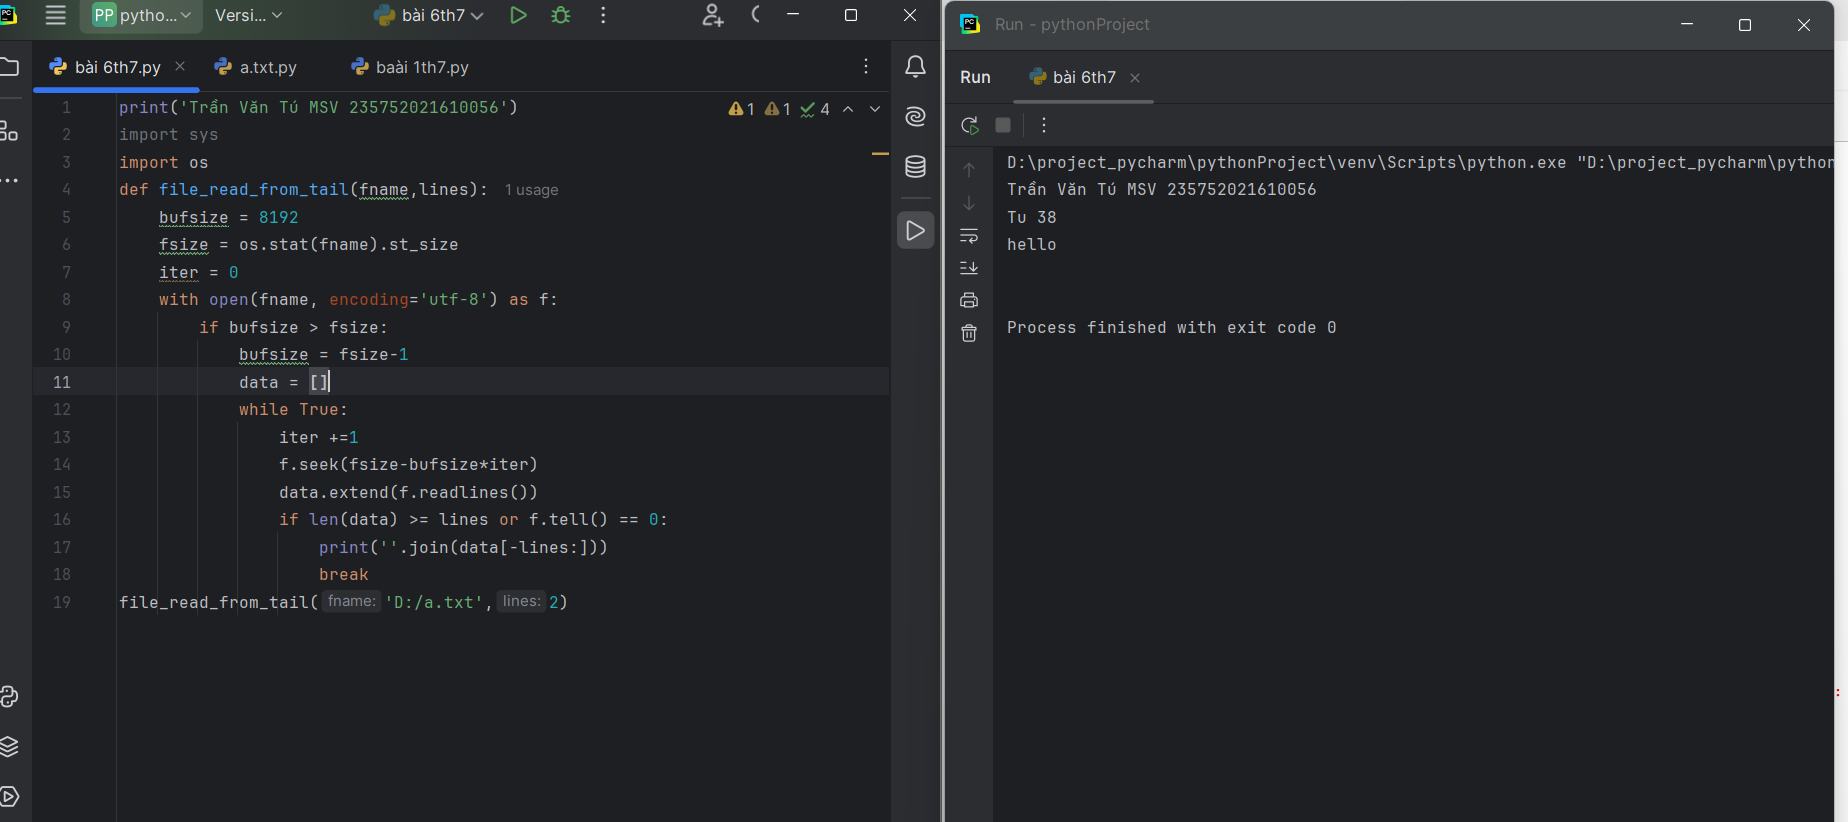 PP pytho... Versi... bài 6th7
bài 6th7.py a.txt.py baài 1th7.py
1 print('Trần Văn Tú MSV 235752021610056') 1 1 4
2 import sys
3 import os
4 def file_read_from_tail(fname,lines): 1 usage
5 bufsize = 8192
6 fsize = os.stat(fname).st_size
7 iter = 0
8 with open(fname, encoding='utf-8') as f:
9 if bufsize > fsize:
10 bufsize = fsize-1
11 data = []
12 while True:
13 iter +=1
14 f.seek(fsize-bufsize*iter)
15 data.extend(f.readlines())
16 if len(data) >= lines or f.tell() == 0:
17 print(''.join(data[-lines:]))
18 break
19 file_read_from_tail( fname: 'D:/a.txt', lines: 2)
PC Run - pythonProject
Run bài 6th7
D:\project_pycharm\pythonProject\venv\Scripts\python.exe "D:\project_pycharm\python
Trần Văn Tú MSV 235752021610056
Tu 38
hello
Process finished with exit code 0